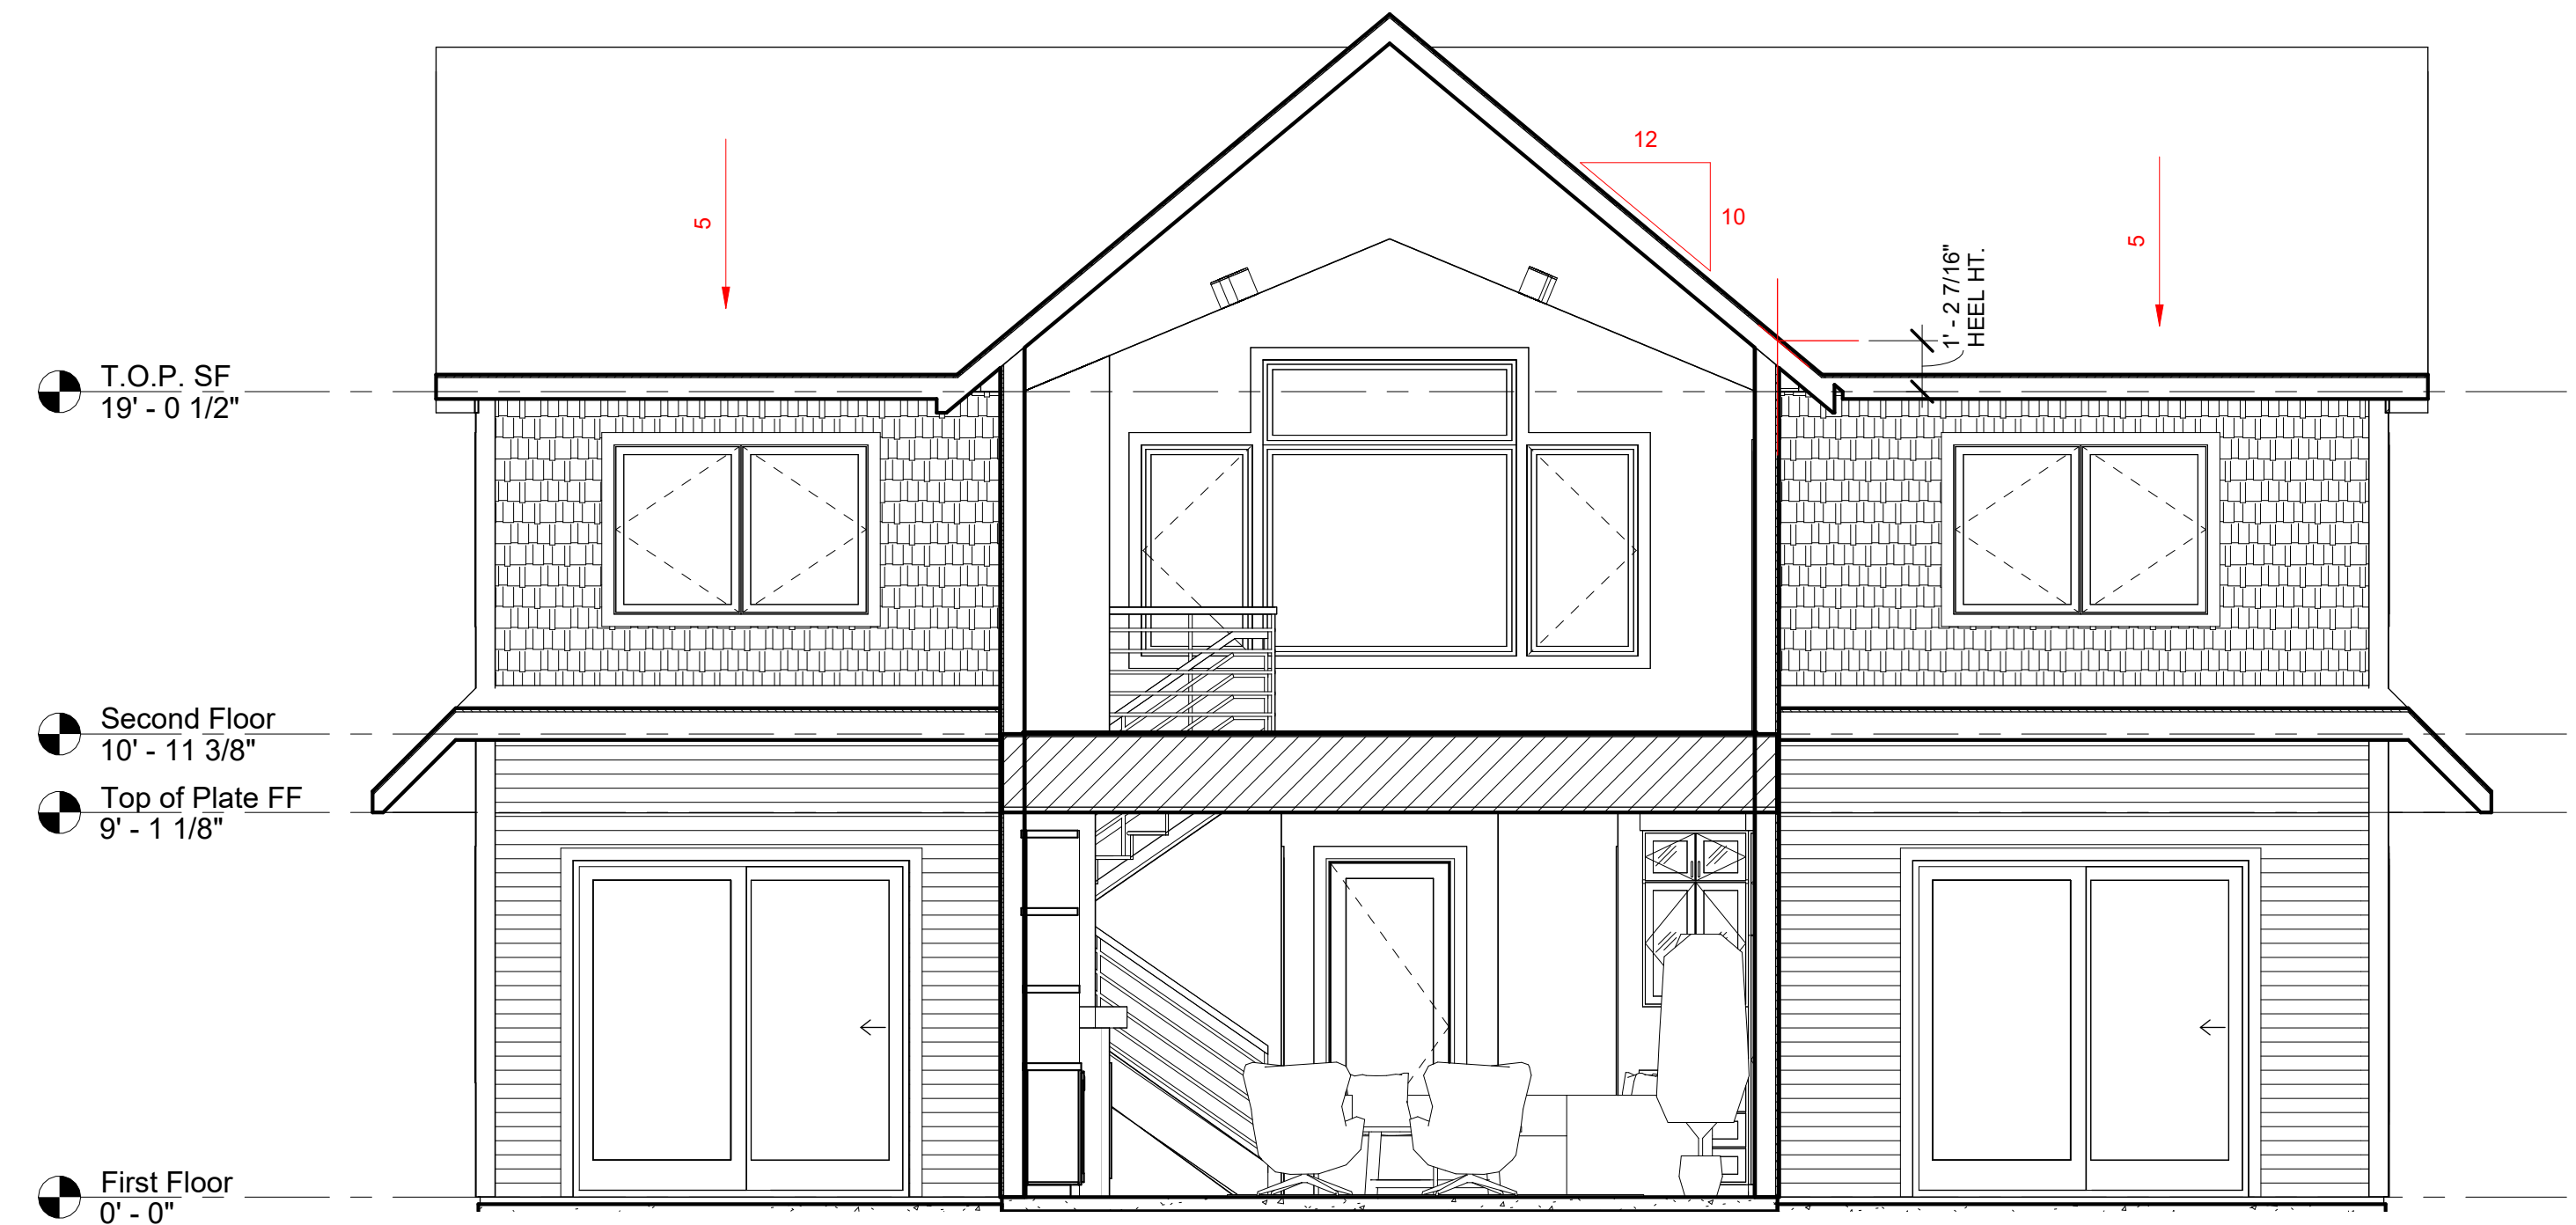 12
10
5
5
1' - 2 7/16"
HEEL HT.
T.O.P. SF
19' - 0 1/2"
Second Floor
10' - 11 3/8"
Top of Plate FF
9' - 1 1/8"
First Floor
0' - 0"